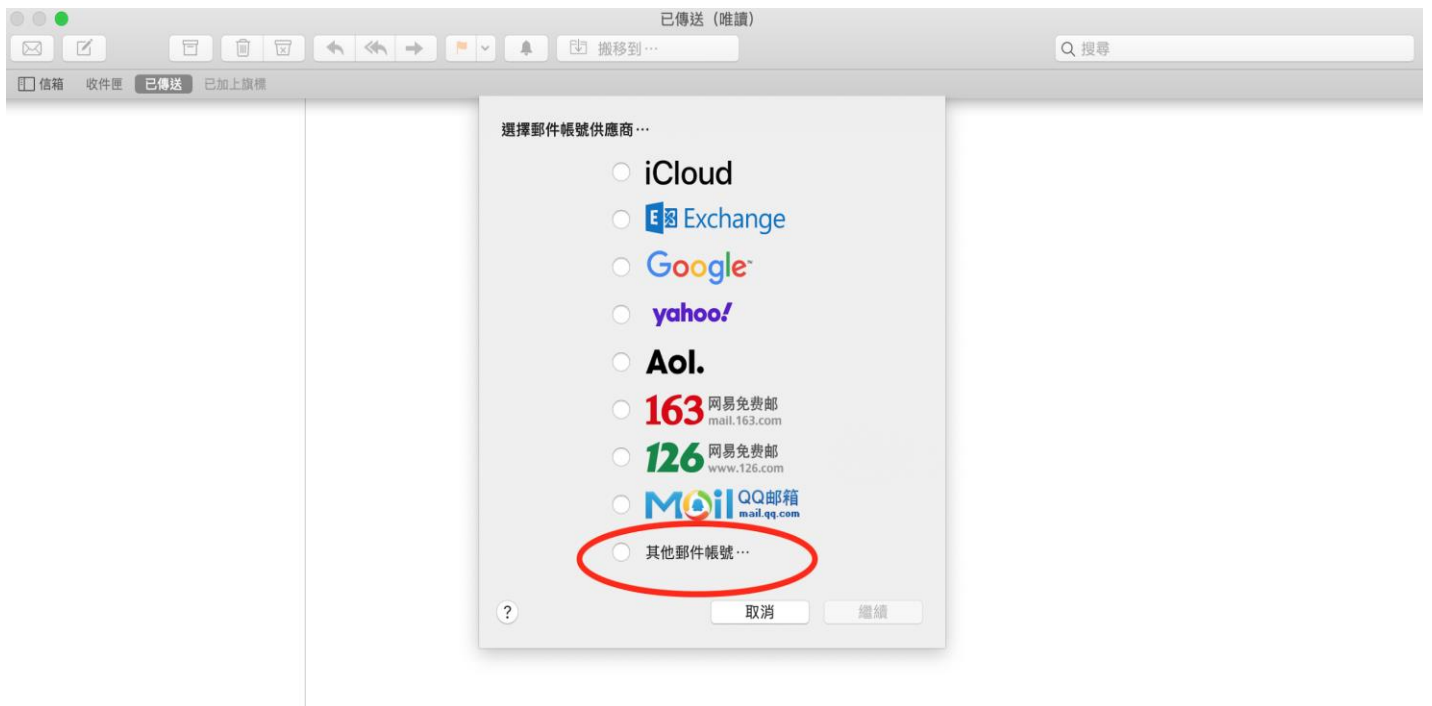 已傳送（唯讀）
搬移到…
搜尋
信箱 收件匣 已傳送 已加上旗標
選擇郵件帳號供應商…
iCloud
E Exchange
Google™
yahoo!
Aol.
163 网易免费邮
mail.163.com
126 网易免费邮
www.126.com
Mail QQ邮箱
mail.qq.com
其他郵件帳號…
? 取消 繼續